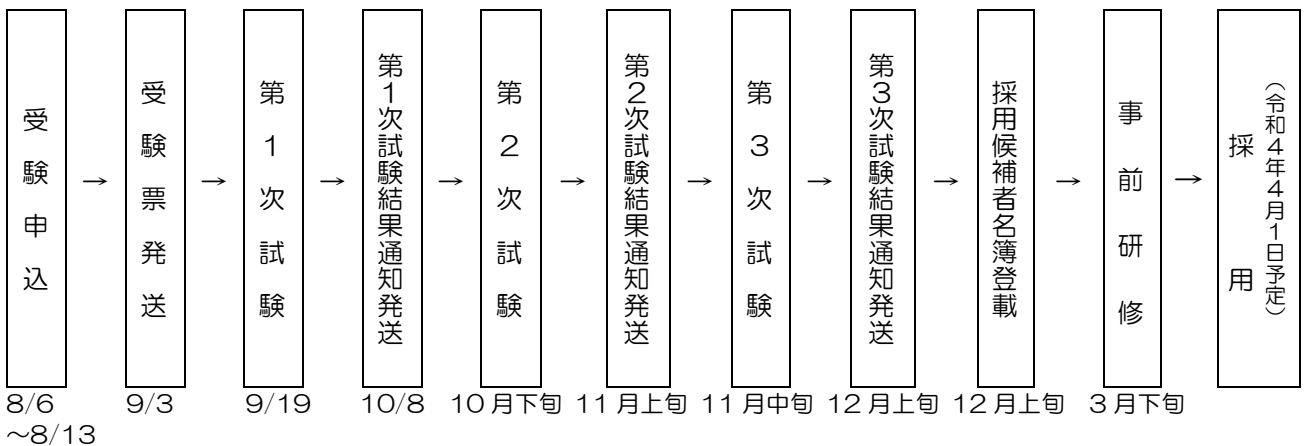 受験申込
→
受験票発送
→
第1次試験
→
第1次試験結果通知発送
→
第2次試験
→
第2次試験結果通知発送
→
第3次試験
→
第3次試験結果通知発送
→
採用候補者名簿登載
→
事前研修
→
採用
（令和4年4月1日予定）
8/6
～8/13
9/3
9/19
10/8
10月下旬
11月上旬
11月中旬
12月上旬
12月上旬
3月下旬